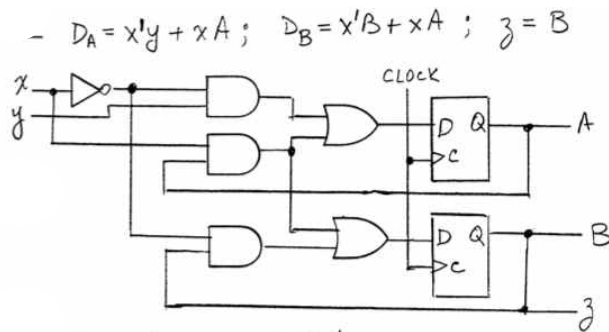 - D_A = x'y + xA ; D_B = x'B + xA ; z = B
CLOCK
x
y
D Q
A
C
D Q
B
C
z